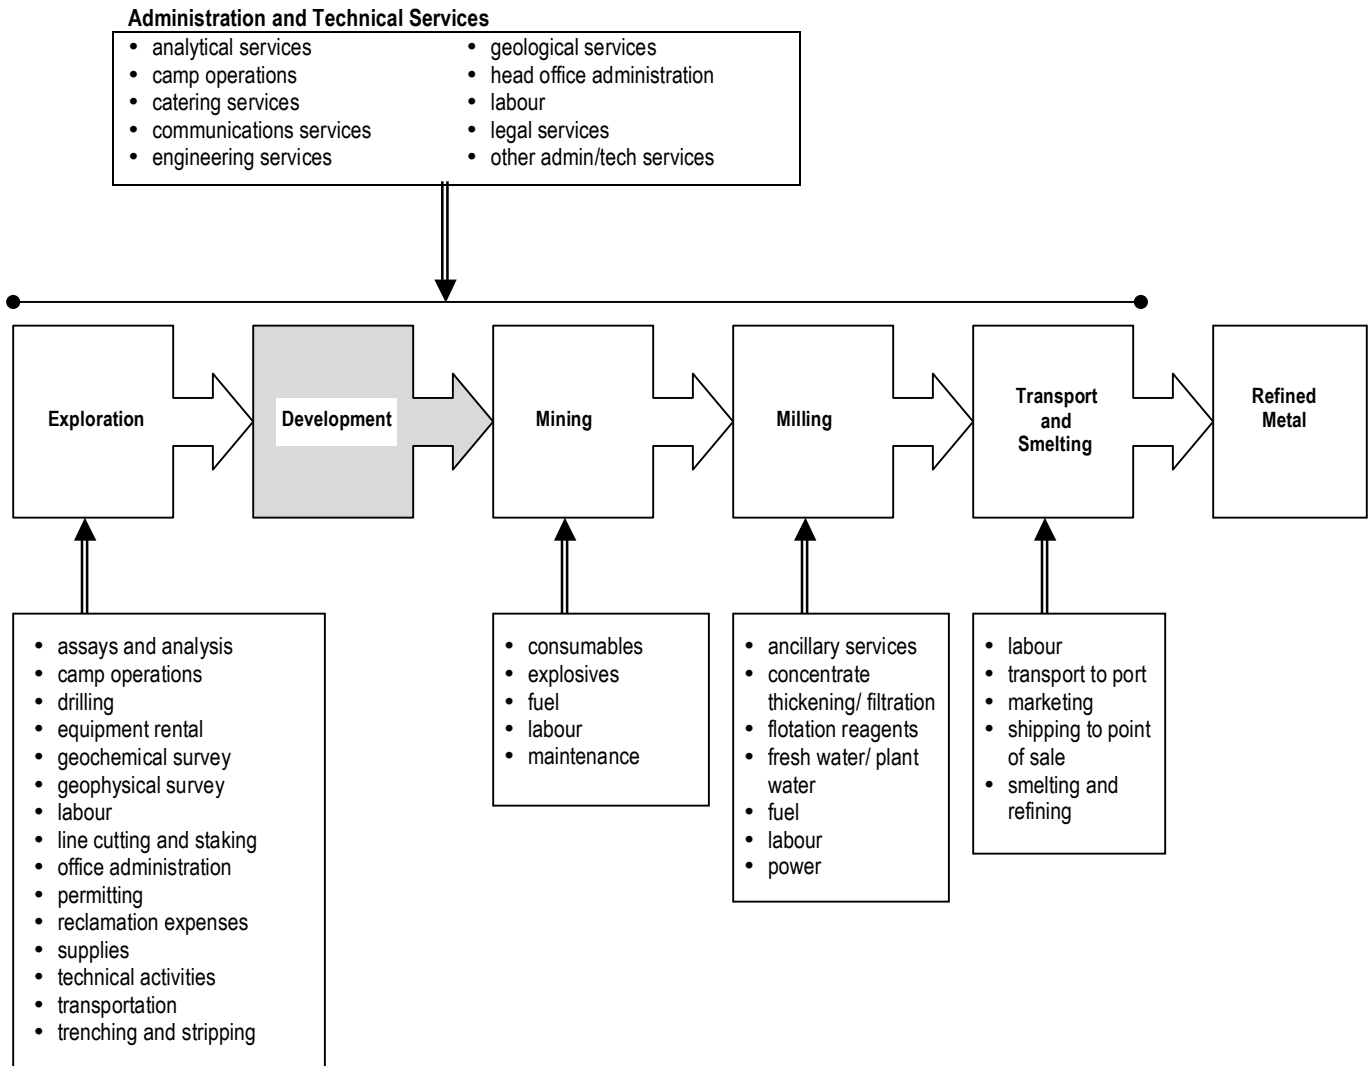 Administration and Technical Services
• analytical services
• camp operations
• catering services
• communications services
• engineering services
• geological services
• head office administration
• labour
• legal services
• other admin/tech services
Exploration
Development
Mining
Milling
Transport
and
Smelting
Refined
Metal
• assays and analysis
• camp operations
• drilling
• equipment rental
• geochemical survey
• geophysical survey
• labour
• line cutting and staking
• office administration
• permitting
• reclamation expenses
• supplies
• technical activities
• transportation
• trenching and stripping
• consumables
• explosives
• fuel
• labour
• maintenance
• ancillary services
• concentrate
thickening/ filtration
• flotation reagents
• fresh water/ plant
water
• fuel
• labour
• power
• labour
• transport to port
• marketing
• shipping to point
of sale
• smelting and
refining